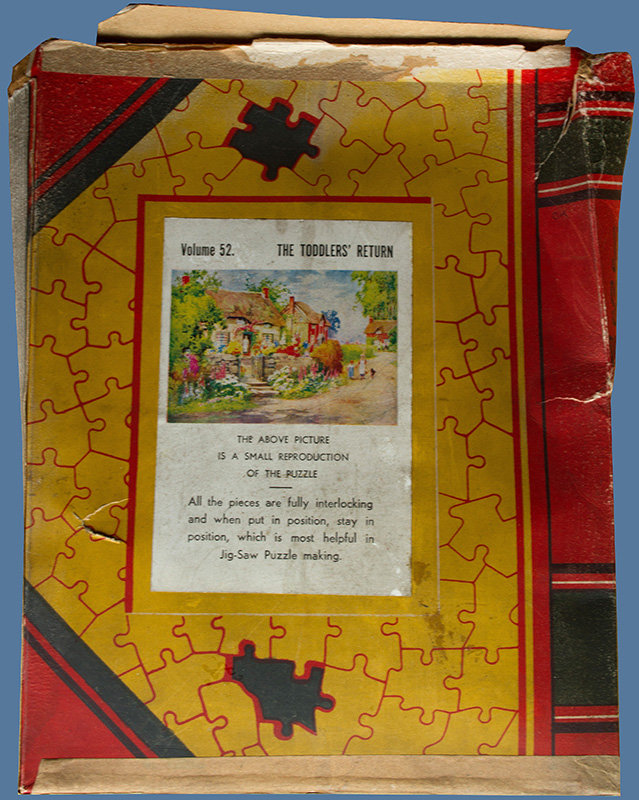 Volume 52. THE TODDLERS' RETURN
THE ABOVE PICTURE
IS A SMALL REPRODUCTION
OF THE PUZZLE
All the pieces are fully interlocking
and when put in position, stay in
position, which is most helpful in
Jig-Saw Puzzle making.